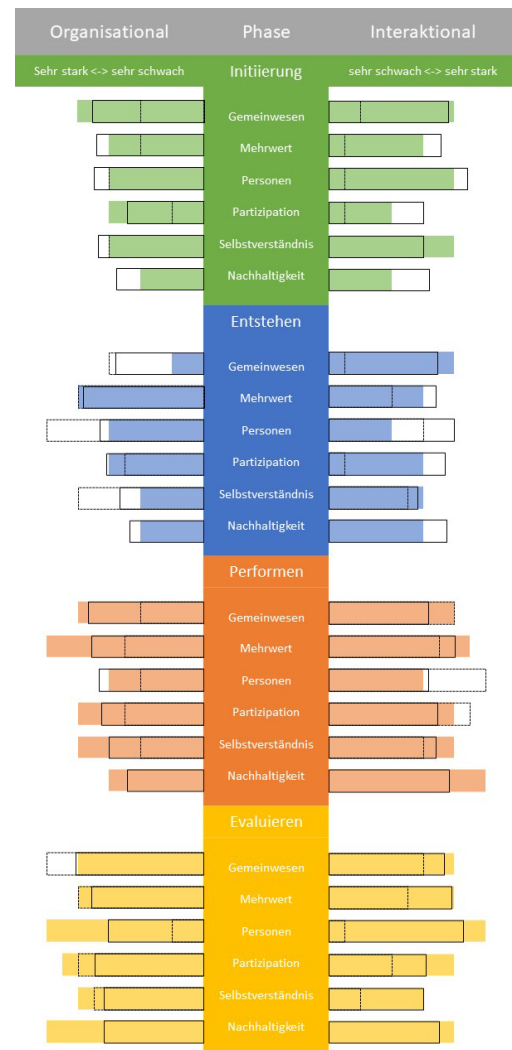 Organisational Phase Interaktional
Sehr stark <-> sehr schwach Initiierung sehr schwach <-> sehr stark
Gemeinwesen
Mehrwert
Personen
Partizipation
Selbstverständnis
Nachhaltigkeit
Entstehen
Gemeinwesen
Mehrwert
Personen
Partizipation
Selbstverständnis
Nachhaltigkeit
Performen
Gemeinwesen
Mehrwert
Personen
Partizipation
Selbstverständnis
Nachhaltigkeit
Evaluieren
Gemeinwesen
Mehrwert
Personen
Partizipation
Selbstverständnis
Nachhaltigkeit